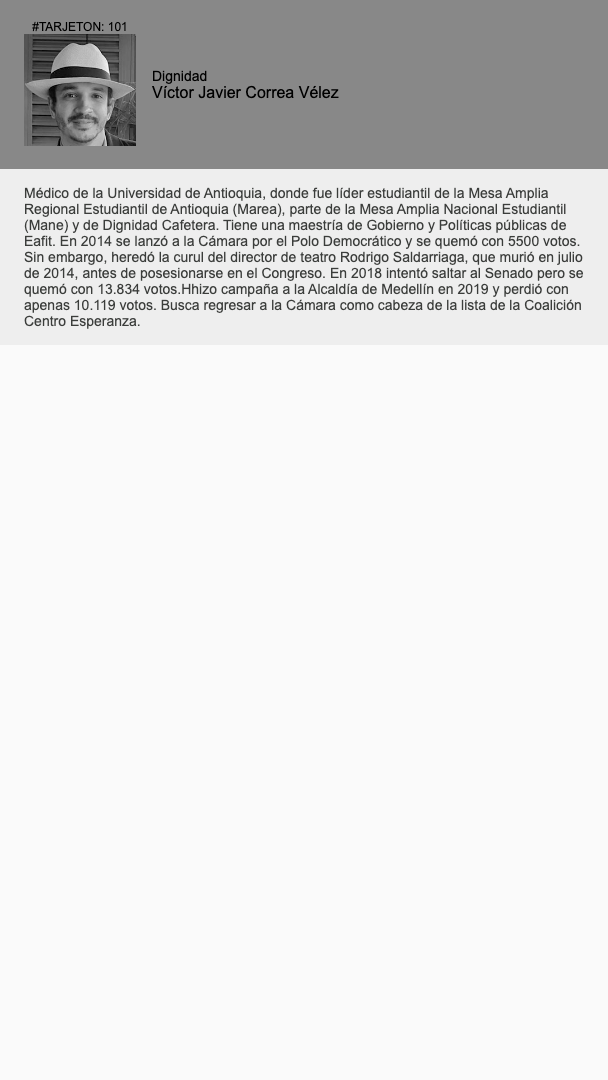 #TARJETON: 101
Dignidad
Víctor Javier Correa Vélez
Médico de la Universidad de Antioquia, donde fue líder estudiantil de la Mesa Amplia
Regional Estudiantil de Antioquia (Marea), parte de la Mesa Amplia Nacional Estudiantil
(Mane) y de Dignidad Cafetera. Tiene una maestría de Gobierno y Políticas públicas de
Eafit. En 2014 se lanzó a la Cámara por el Polo Democrático y se quemó con 5500 votos.
Sin embargo, heredó la curul del director de teatro Rodrigo Saldarriaga, que murió en julio
de 2014, antes de posesionarse en el Congreso. En 2018 intentó saltar al Senado pero se
quemó con 13.834 votos.Hhizo campaña a la Alcaldía de Medellín en 2019 y perdió con
apenas 10.119 votos. Busca regresar a la Cámara como cabeza de la lista de la Coalición
Centro Esperanza.